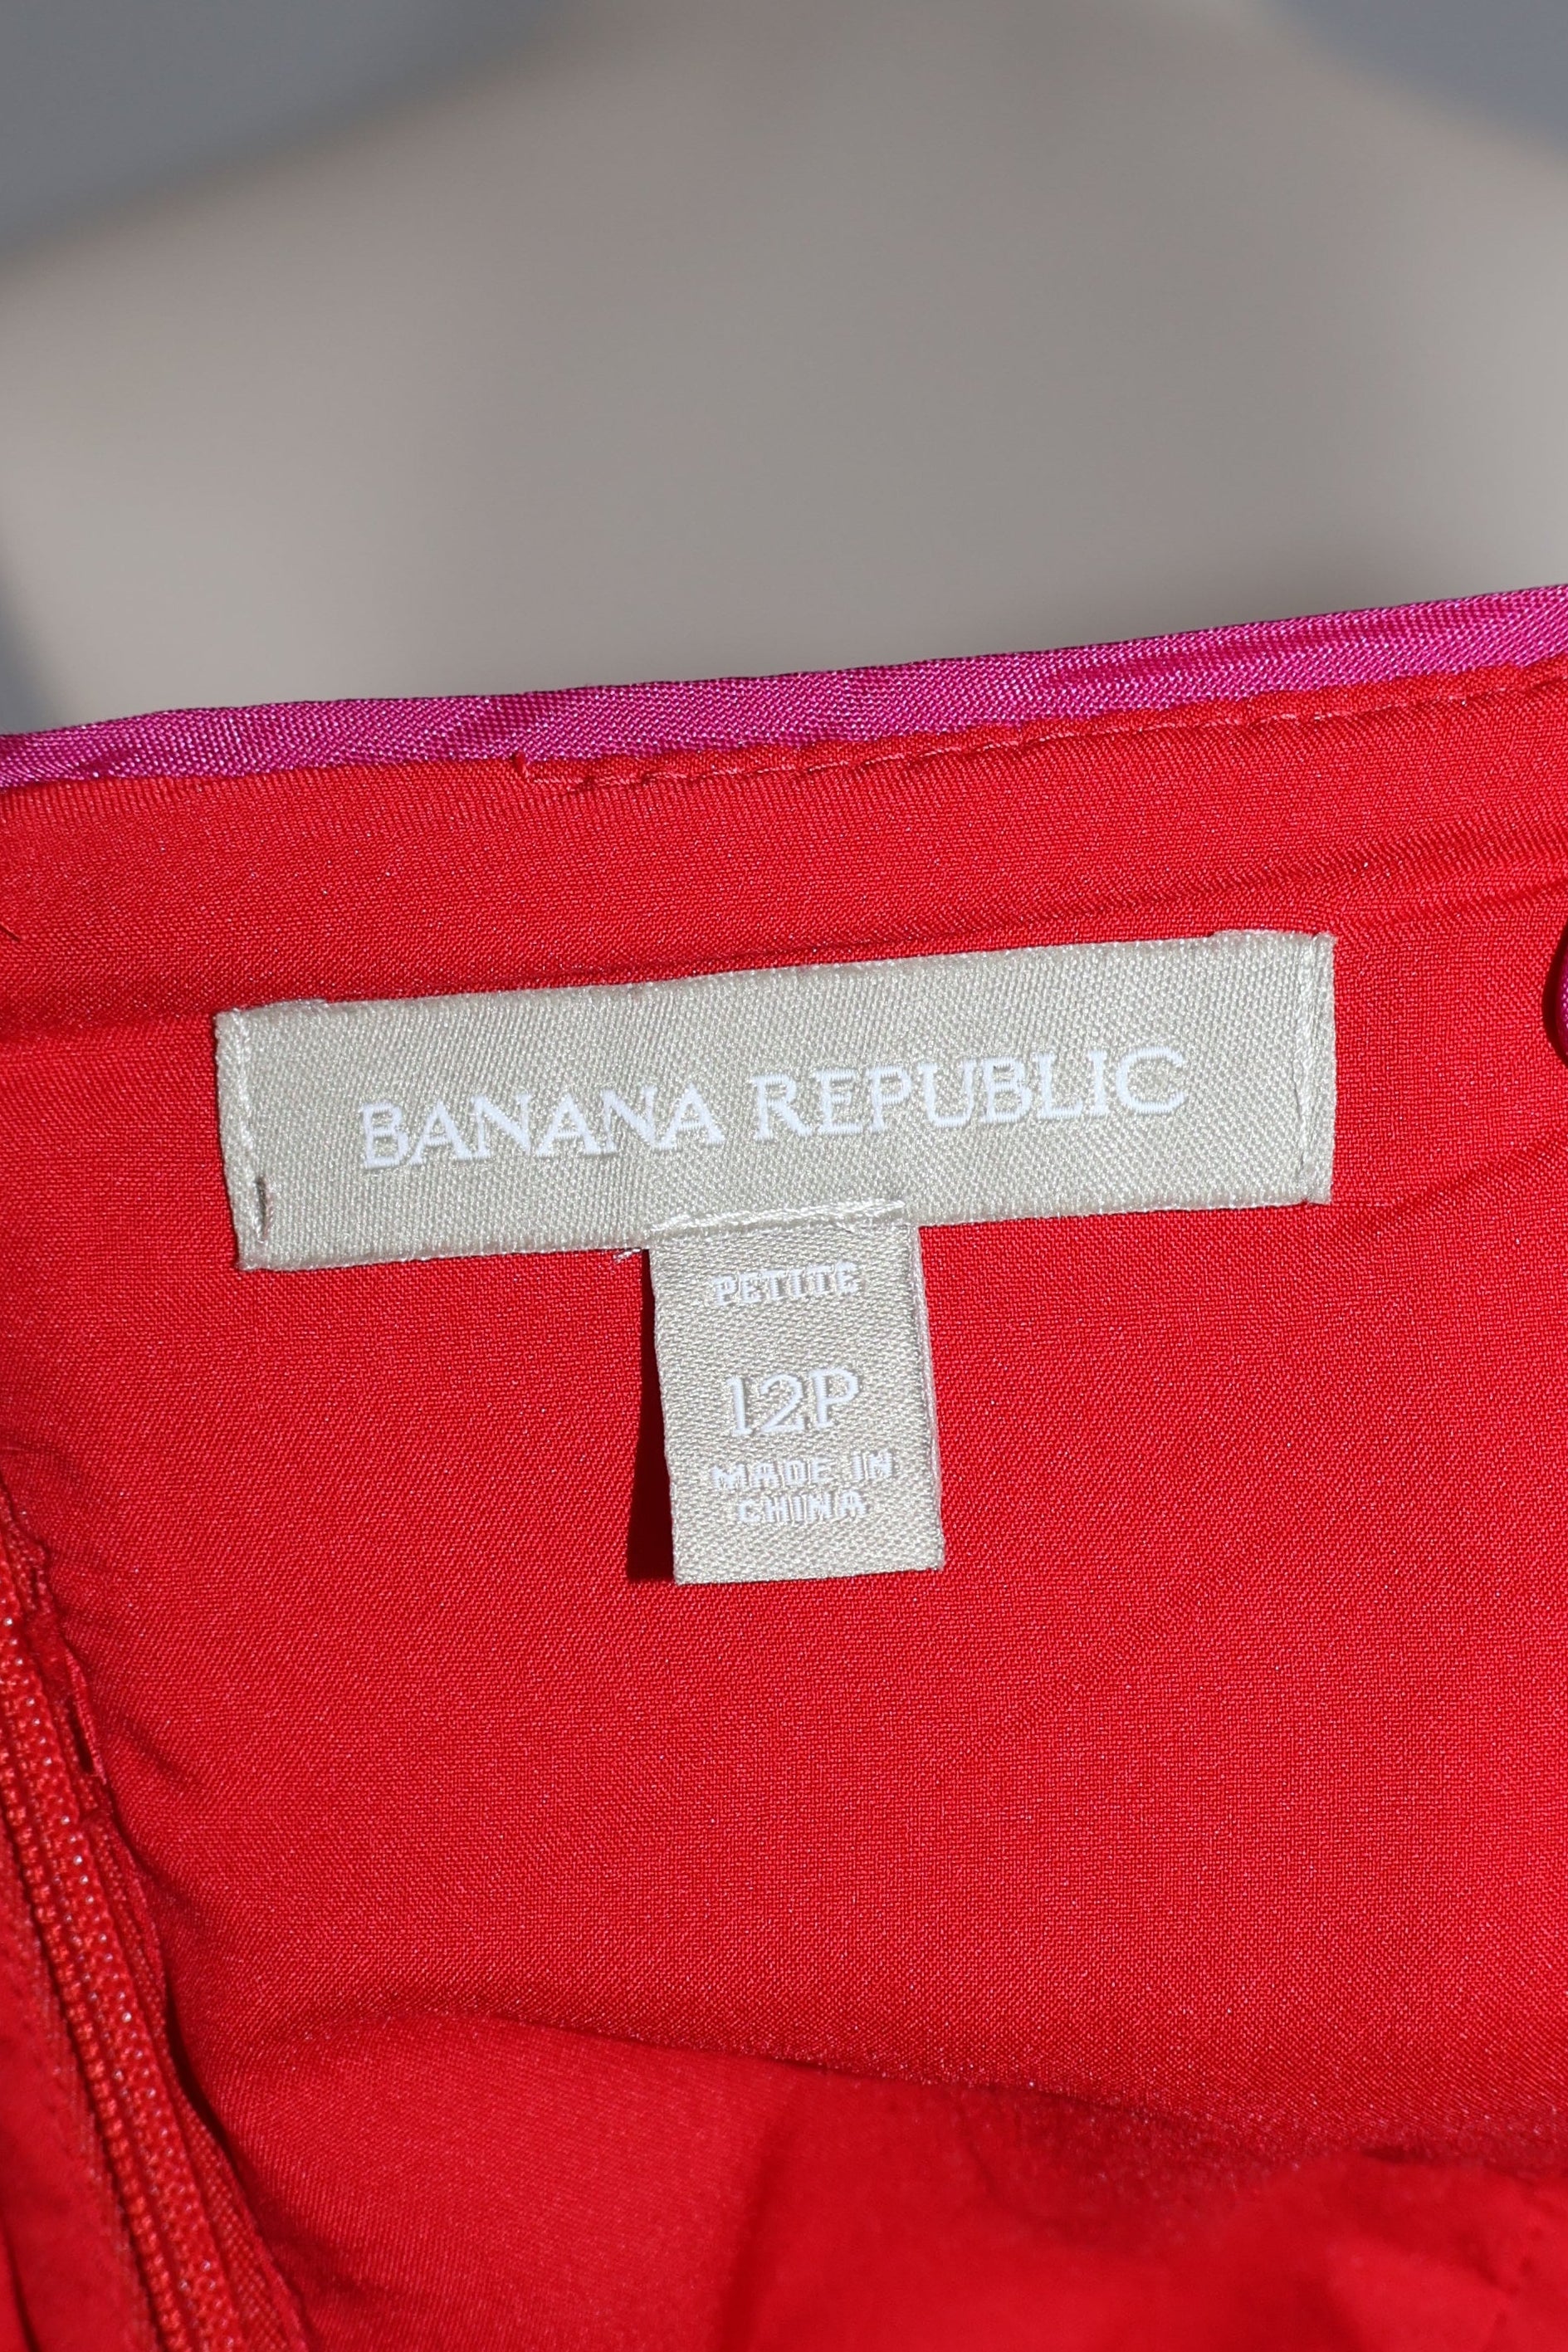 BANANA REPUBLIC
PETITE
12P
MADE IN
CHINA